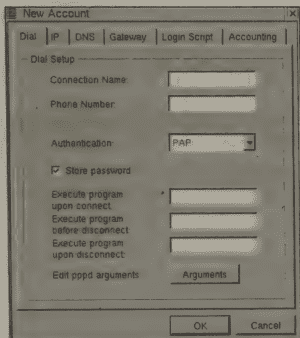 New Account
Dial IP DNS Gateway Login Script Accounting
Dial Setup
Connection Name:
Phone Number:
Authentication: PAP
Store password
Execute program
upon connect:
Execute program
before disconnect:
Execute program
upon disconnect:
Edit pppd arguments Arguments
OK Cancel